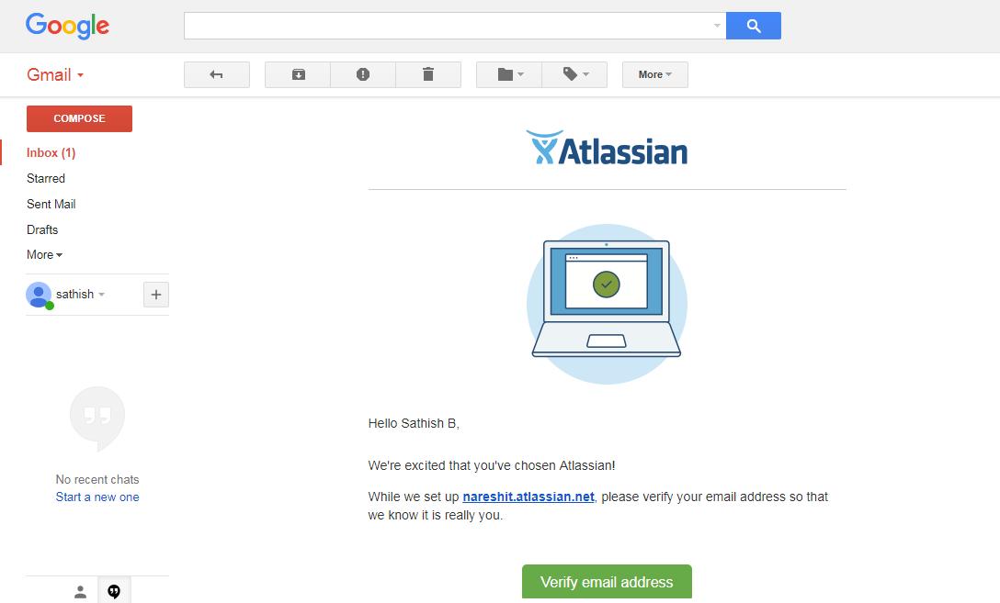 Google
Gmail
More
COMPOSE
Inbox (1)
Starred
Sent Mail
Drafts
More
sathish
No recent chats
Start a new one
Atlassian
Hello Sathish B,
We're excited that you've chosen Atlassian!
While we set up nareshit.atlassian.net, please verify your email address so that
we know it is really you.
Verify email address